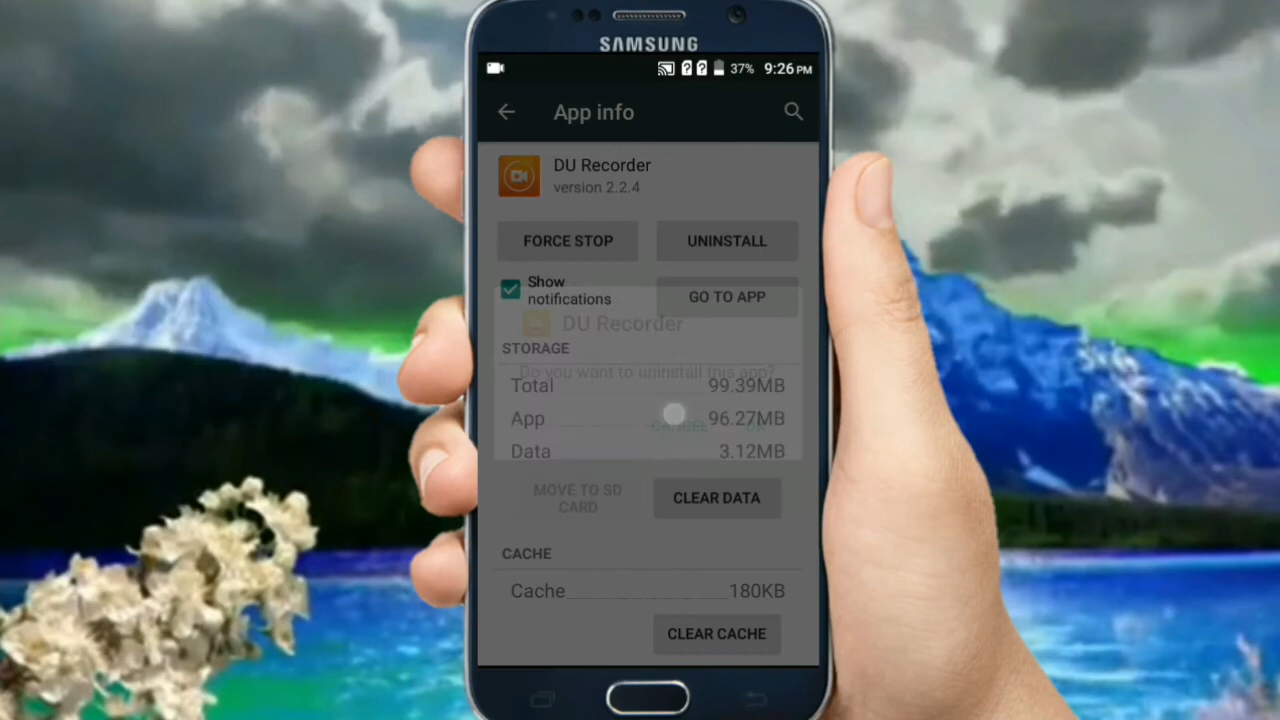 SAMSUNG
37% 9:26 PM
App info
DU Recorder
version 2.2.4
FORCE STOP
UNINSTALL
Show
notifications
GO TO APP
DU Recorder
STORAGE
Do you want to uninstall this app?
Total 99.39MB
App 96.27MB
CANCEL OK
Data 3.12MB
MOVE TO SD
CARD
CLEAR DATA
CACHE
Cache 180KB
CLEAR CACHE